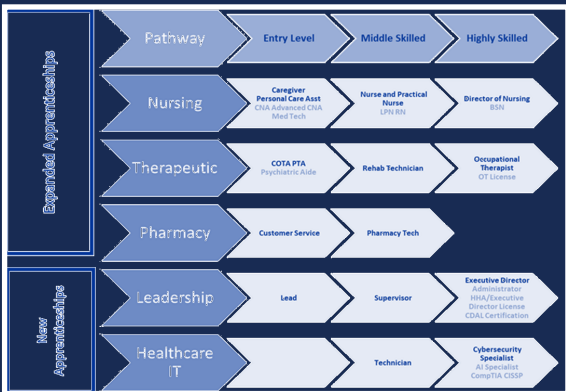 Expanded Apprenticeships
Pathway
Entry Level
Middle Skilled
Highly Skilled
Nursing
Caregiver
Personal Care Asst
CNA Advanced CNA
Med Tech
Nurse and Practical
Nurse
LPN RN
Director of Nursing
BSN
Therapeutic
COTA PTA
Psychiatric Aide
Rehab Technician
Occupational
Therapist
OT License
Pharmacy
Customer Service
Pharmacy Tech
New
Apprenticeships
Leadership
Lead
Supervisor
Executive Director
Administrator
HHA/Executive
Director License
CDAL Certification
Healthcare
IT
Technician
Cybersecurity
Specialist
AI Specialist
CompTIA CISSP